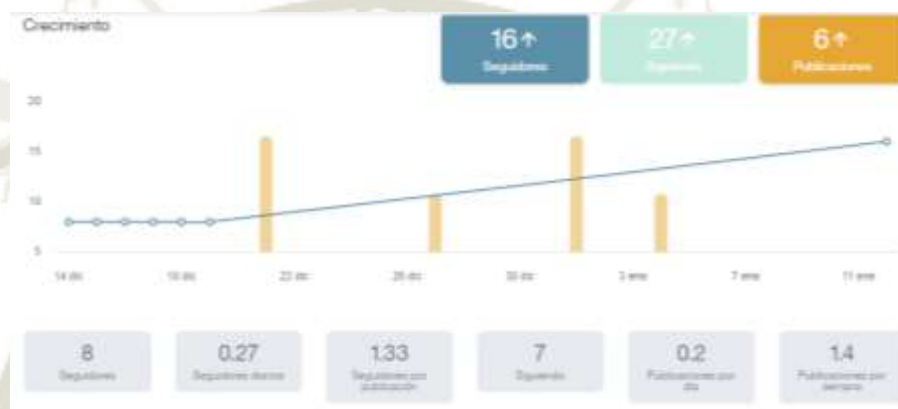 Crecimiento
16↑
Seguidores
27↑
Siguiendo
6↑
Publicaciones
20
15
10
5
14 dic
18 dic
22 dic
26 dic
30 dic
3 ene
7 ene
11 ene
8
Seguidores
0.27
Seguidores diarios
1.33
Seguidores por
publicación
7
Siguiendo
0.2
Publicaciones por
día
1.4
Publicaciones por
semana